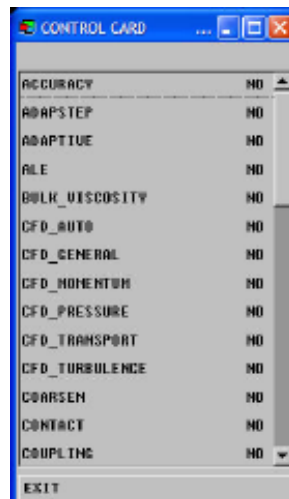 CONTROL CARD ...
ACCURACY NO
ADAPSTEP NO
ADAPTIVE NO
ALE NO
BULK_VISCOSITY NO
CFD_AUTO NO
CFD_GENERAL NO
CFD_MOMENTUM NO
CFD_PRESSURE NO
CFD_TRANSPORT NO
CFD_TURBULENCE NO
COARSEN NO
CONTACT NO
COUPLING NO
EXIT